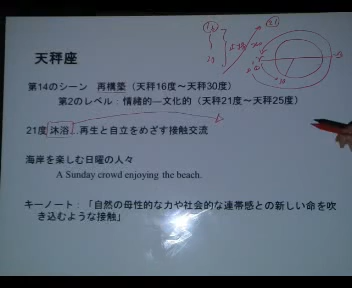 天秤座
第14のシーン　再構築（天秤16度～天秤30度）
第2のレベル：情緒的―文化的（天秤21度～天秤25度）
21度 沐浴 …再生と自立をめざす接触交流
海岸を楽しむ日曜の人々
A Sunday crowd enjoying the beach.
キーノート：「自然の母性的な力や社会的な連帯感との新しい命を吹
き込むような接触」